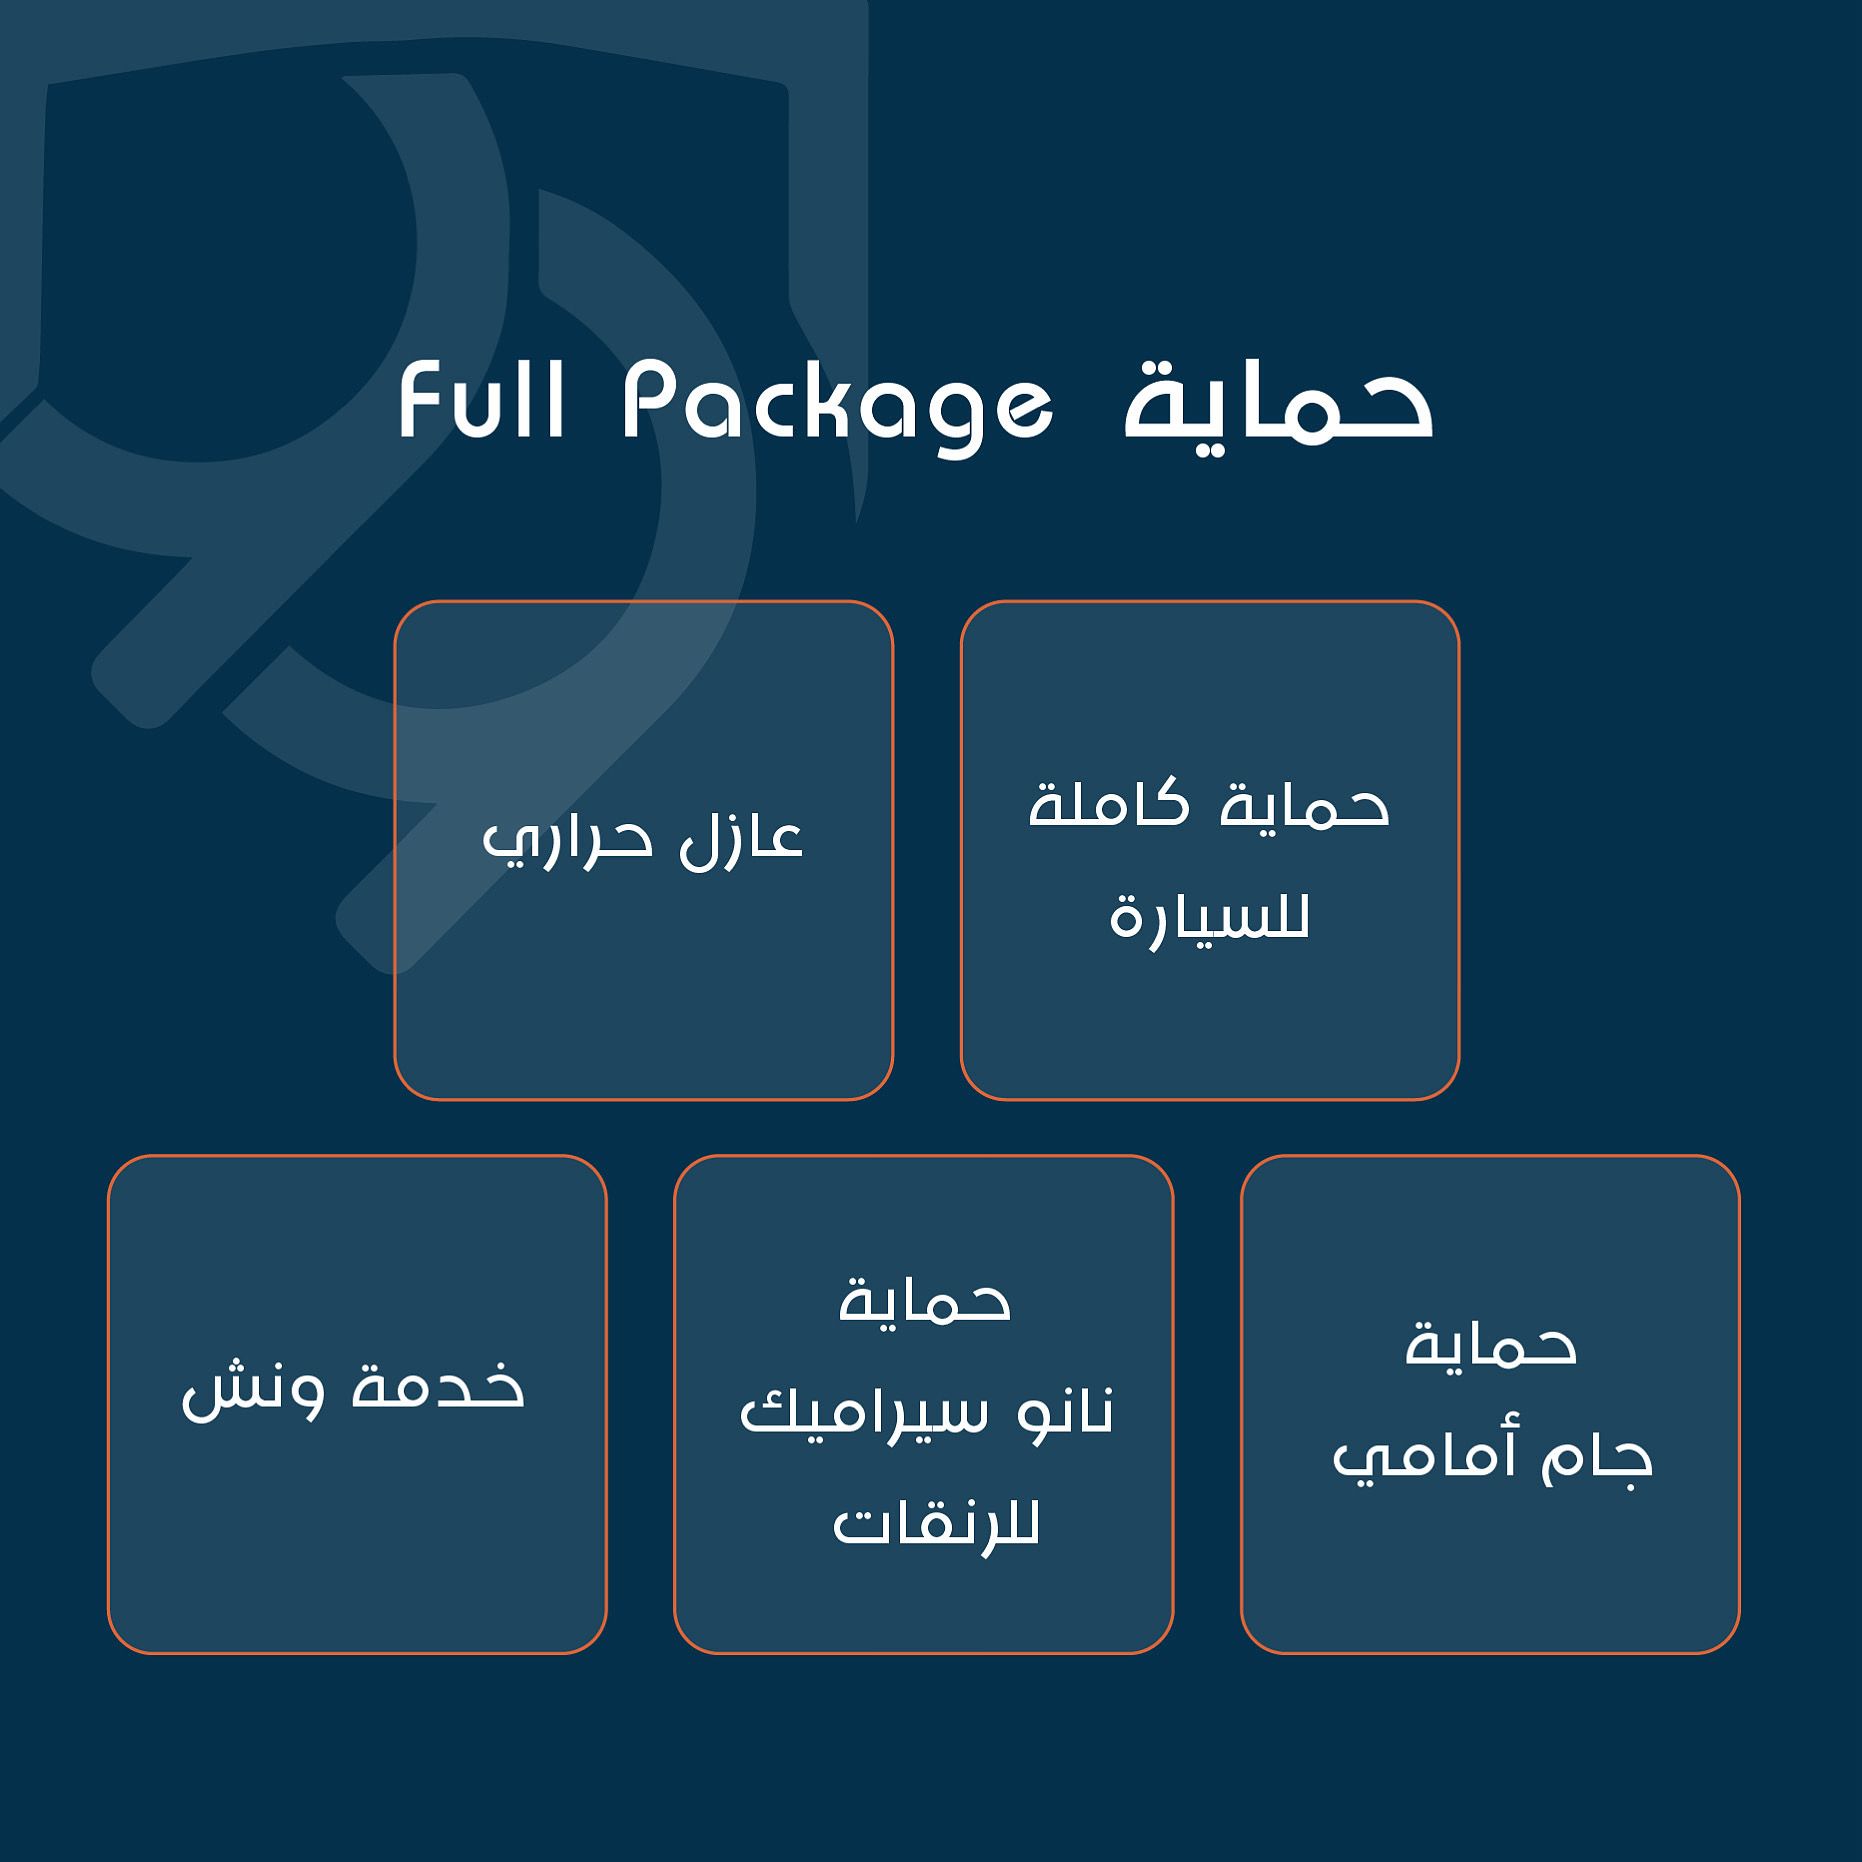 حماية Full Package
حماية كاملة
للسيارة
عازل حراري
حماية
جام أمامي
حماية
نانو سيراميك
للرنقات
خدمة ونش